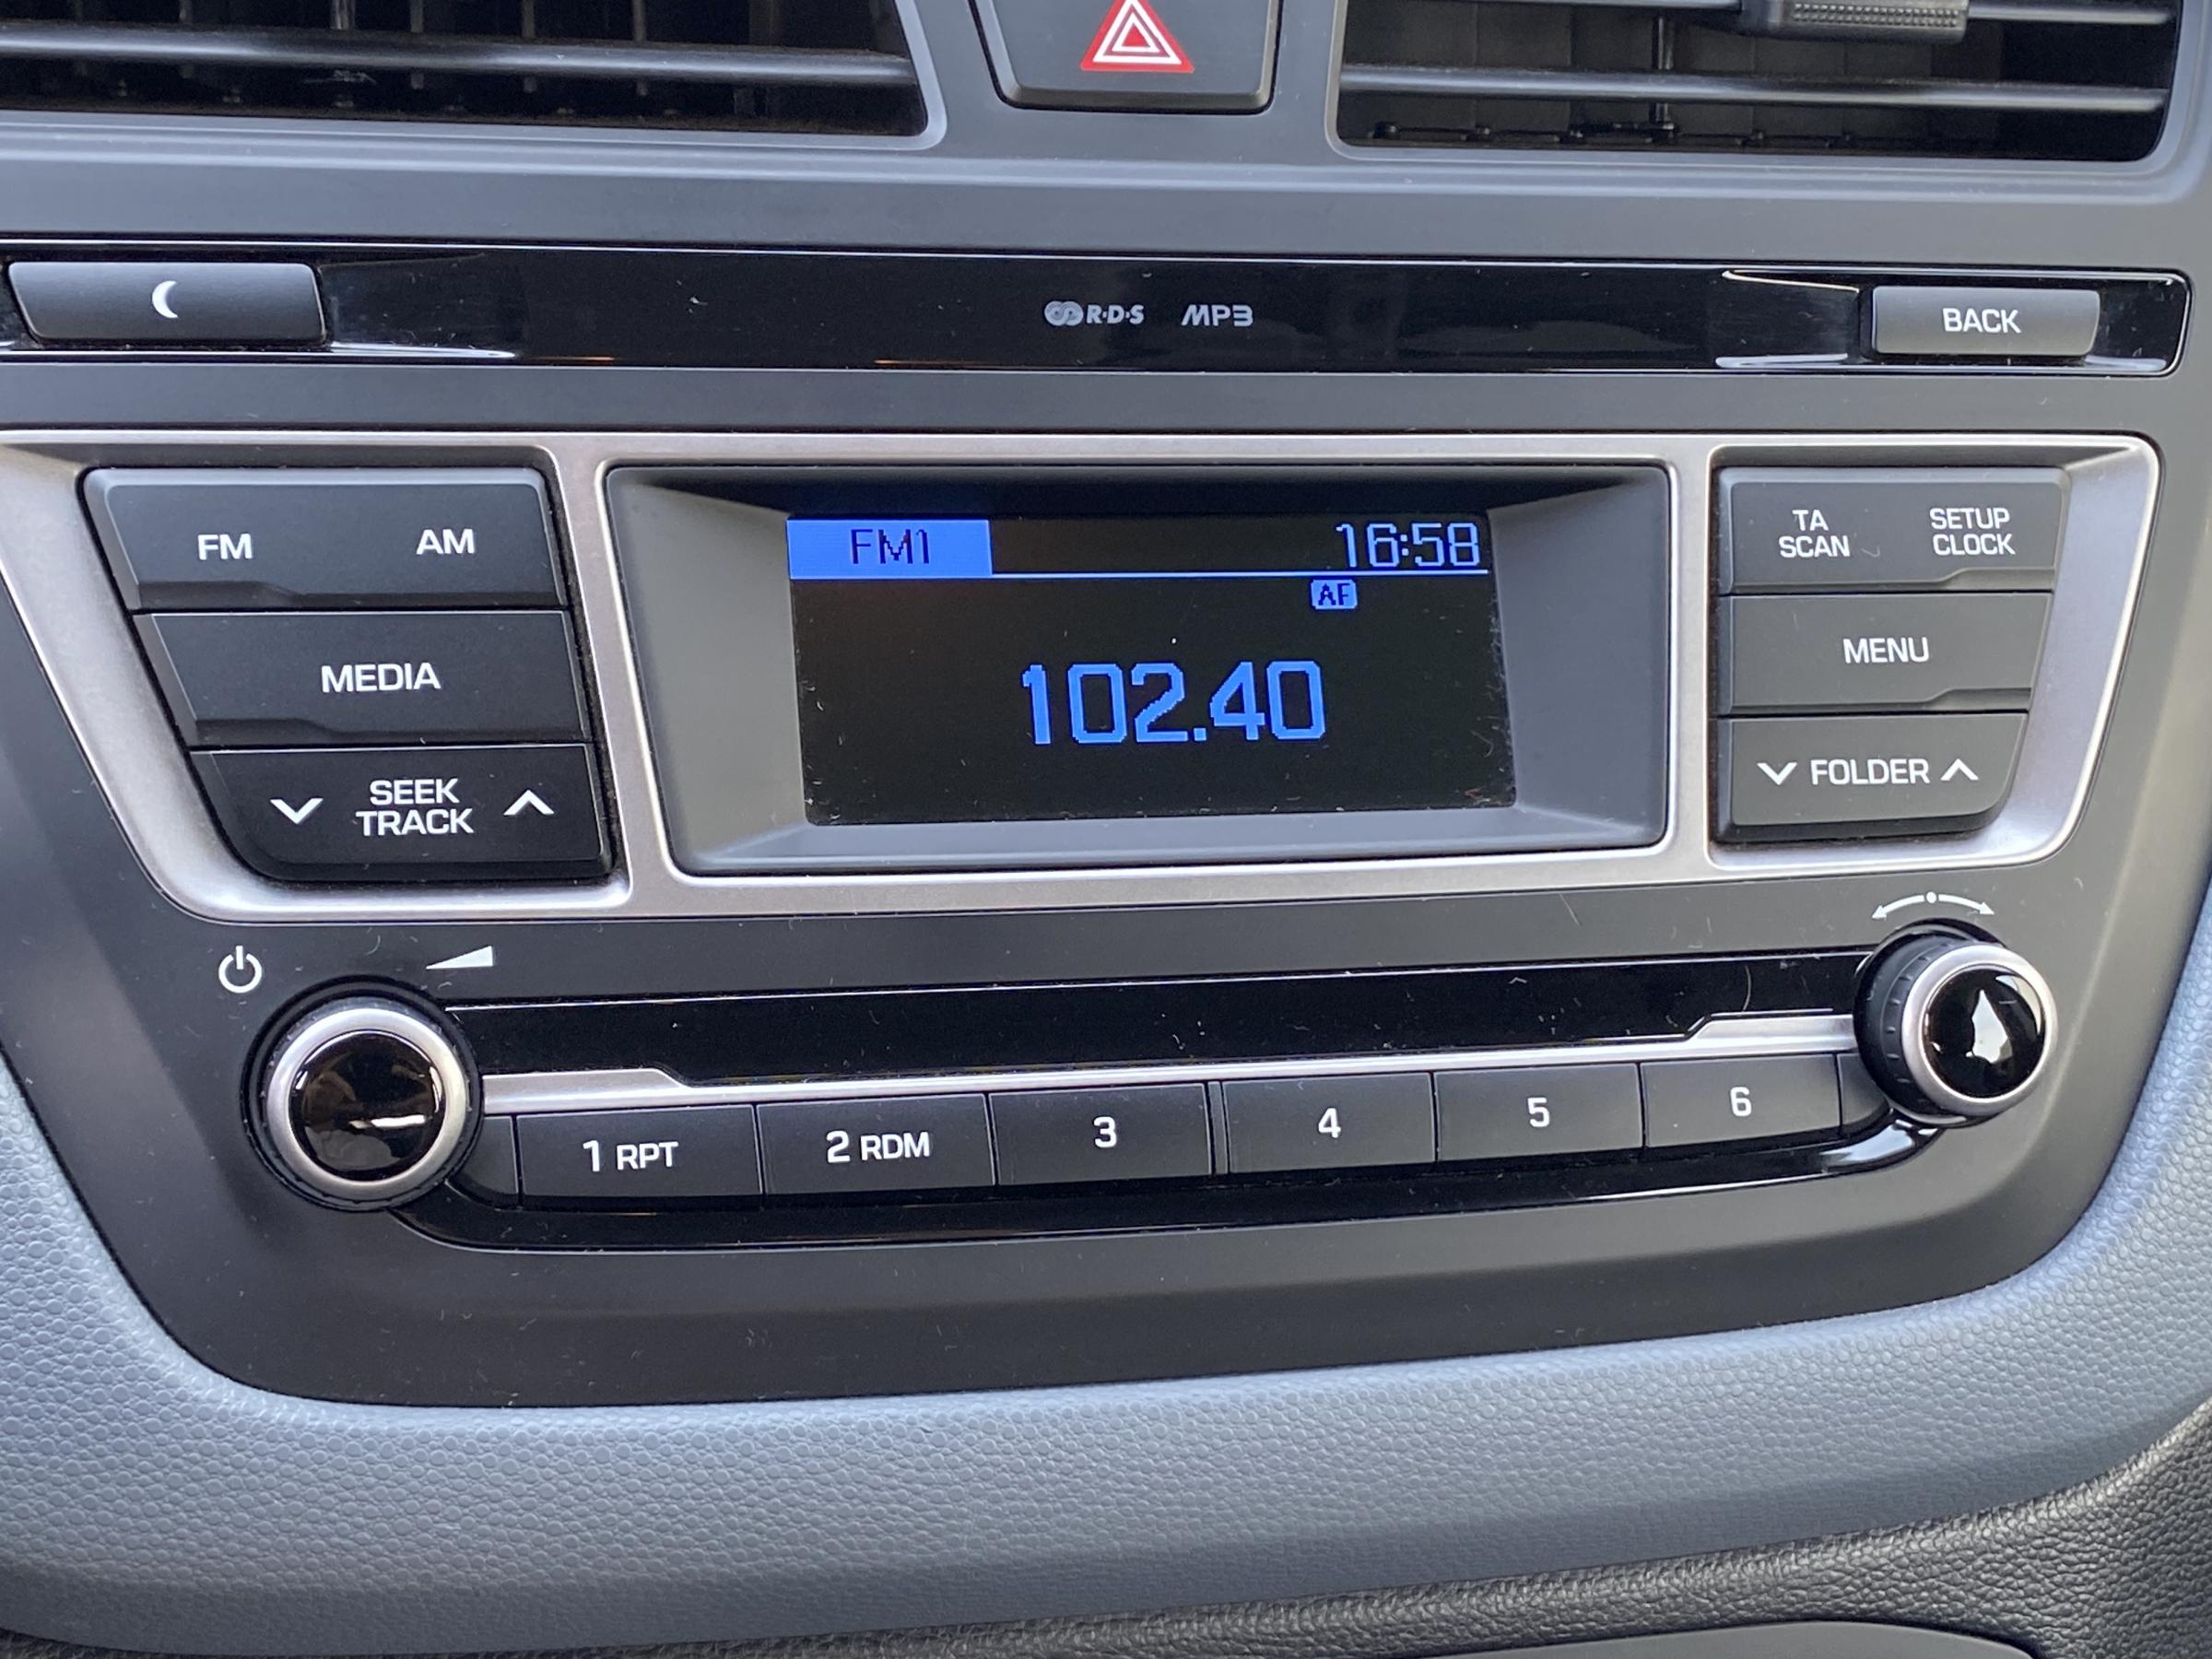 R·D·S MP3
BACK
FM AM
MEDIA
SEEK
TRACK
FM1 16:58
AF
102.40
TA
SCAN
SETUP
CLOCK
MENU
FOLDER
1 RPT 2 RDM 3 4 5 6